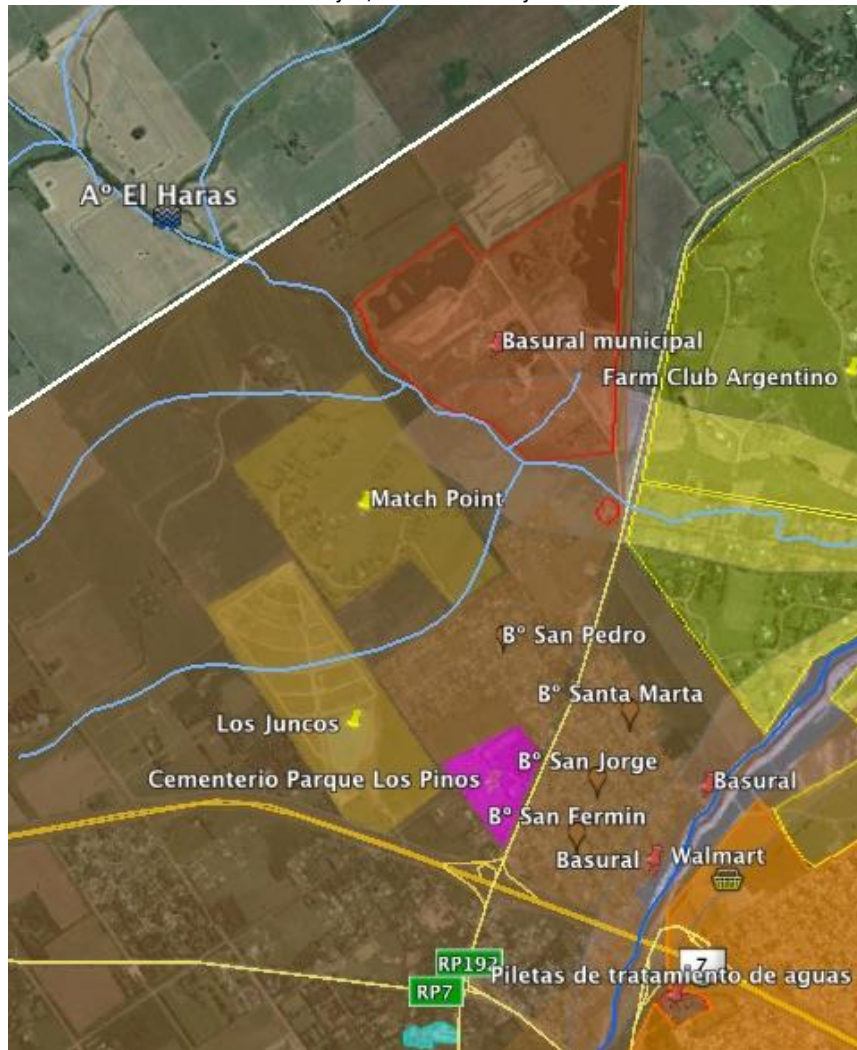 Aº El Haras
Basural municipal
Farm Club Argentino
Match Point
Bº San Pedro
Bº Santa Marta
Los Juncos
Bº San Jorge
Cementerio Parque Los Pinos
Basural
Bº San Fermin
Basural
Walmart
RP192
7
Piletas de tratamiento de aguas
RP7